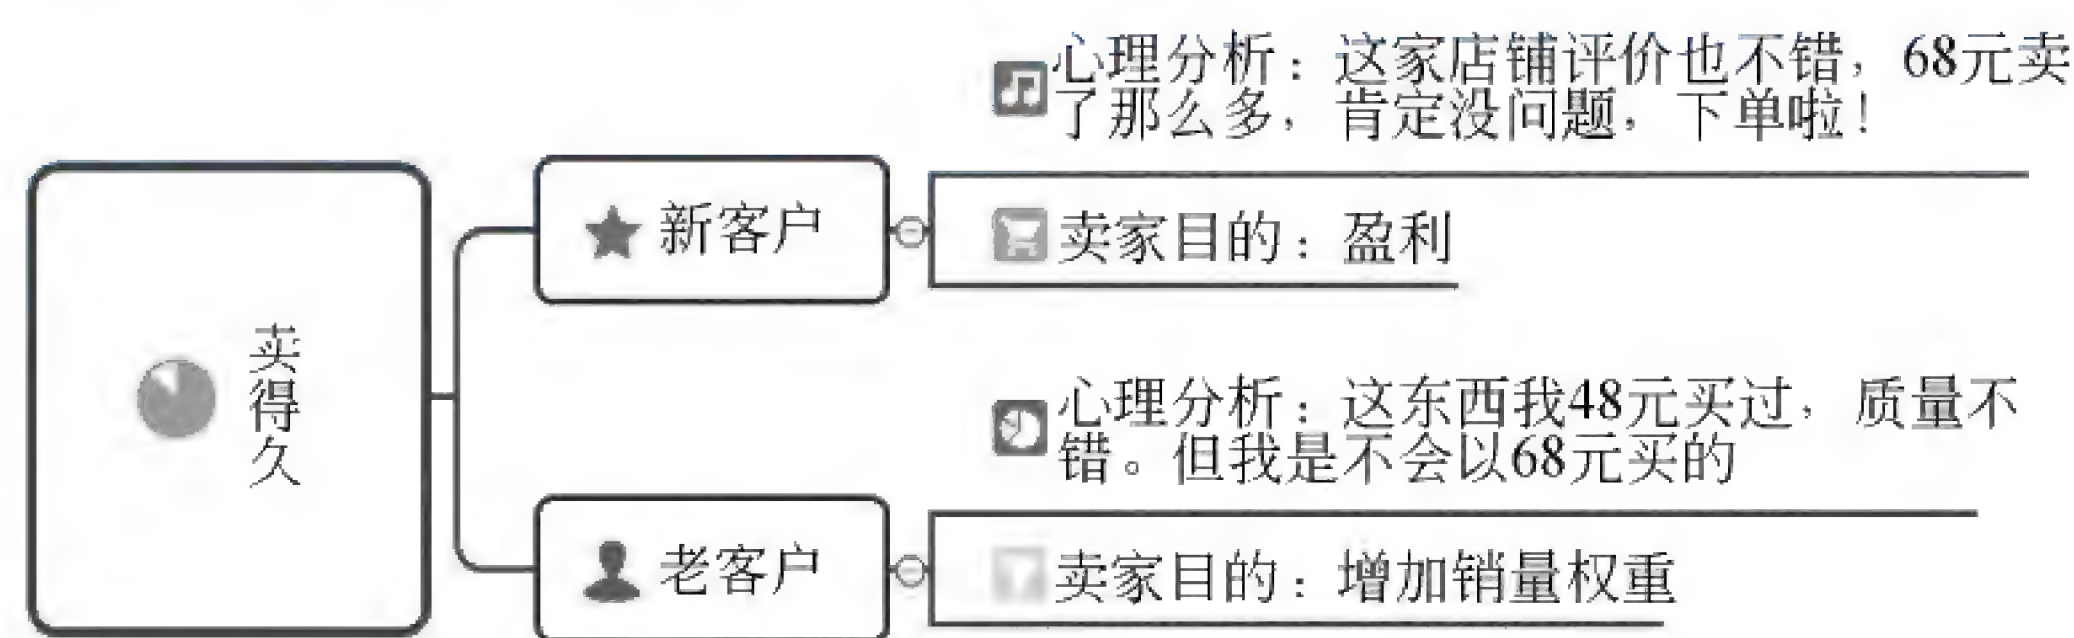 卖得久
新客户
心理分析：这家店铺评价也不错，68元卖
了那么多，肯定没问题，下单啦！
卖家目的：盈利
老客户
心理分析：这东西我48元买过，质量不
错。但我是不会以68元买的
卖家目的：增加销量权重